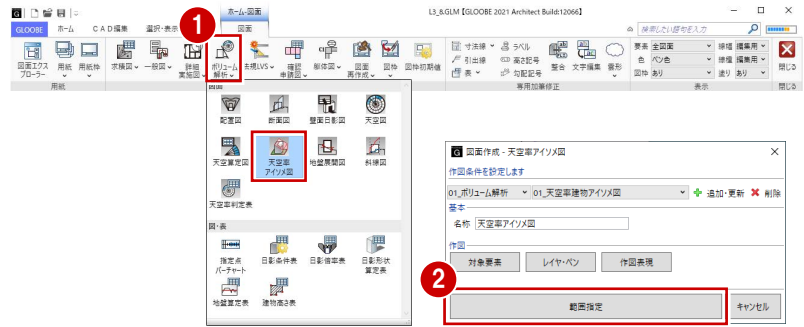 ホーム-図面
L3_8.GLM [GLOOBE 2021 Architect Build:12066]
GLOOBE ホーム CAD編集 選択・表示 図面
検索したい語句を入力
図面エクスプローラー 用紙 用紙枠 求積図 一般図 詳細実施図 ボリューム解析 法規LVS 確認申請図 躯体図 図面再作成 図枠 図枠初期値
寸法線 ラベル
引出線 高さ記号
表 勾配記号
整合 文字編集 雲形
要素 全図面 線幅 編集用
色 ペン色 線種 編集用
図枠 あり 塗り あり
閉じる
用紙 専用加筆修正 表示 閉じる
1
図面
配置図 断面図 壁面日影図 天空図
天空算定図 天空率アイソメ図 地盤展開図 斜線図
天空率判定表
図・表
指定点バーチャート 日影条件表 日影倍率表 日影形状算定表
地盤算定表 建物高さ表
図面作成 - 天空率アイソメ図
作図条件を設定します
01_ボリューム解析 01_天空率建物アイソメ図 追加・更新 削除
基本
名称 天空率アイソメ図
作図
対象要素 レイヤ・ペン 作図表現
2
範囲指定 キャンセル